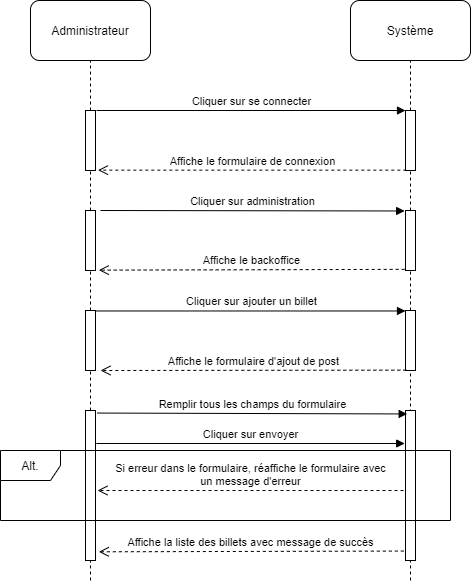 Administrateur
Système
Cliquer sur se connecter
Affiche le formulaire de connexion
Cliquer sur administration
Affiche le backoffice
Cliquer sur ajouter un billet
Affiche le formulaire d'ajout de post
Remplir tous les champs du formulaire
Cliquer sur envoyer
Alt.
Si erreur dans le formulaire, réaffiche le formulaire avec
un message d'erreur
Affiche la liste des billets avec message de succès